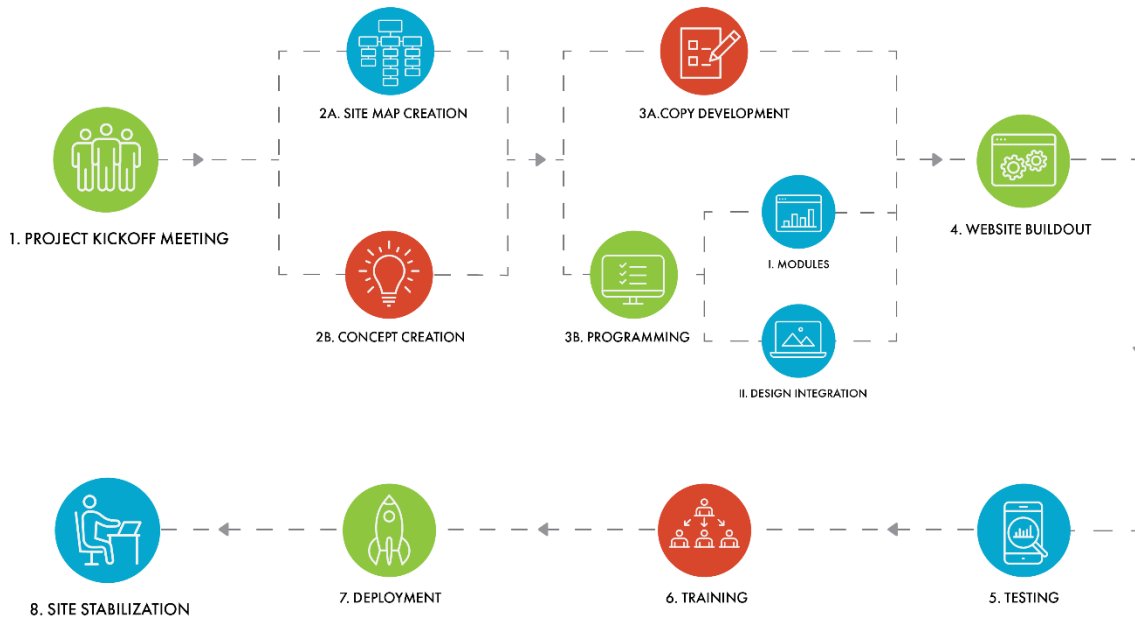 2A. SITE MAP CREATION
3A.COPY DEVELOPMENT
1. PROJECT KICKOFF MEETING
4. WEBSITE BUILDOUT
I. MODULES
2B. CONCEPT CREATION
3B. PROGRAMMING
II. DESIGN INTEGRATION
8. SITE STABILIZATION
7. DEPLOYMENT
6. TRAINING
5. TESTING